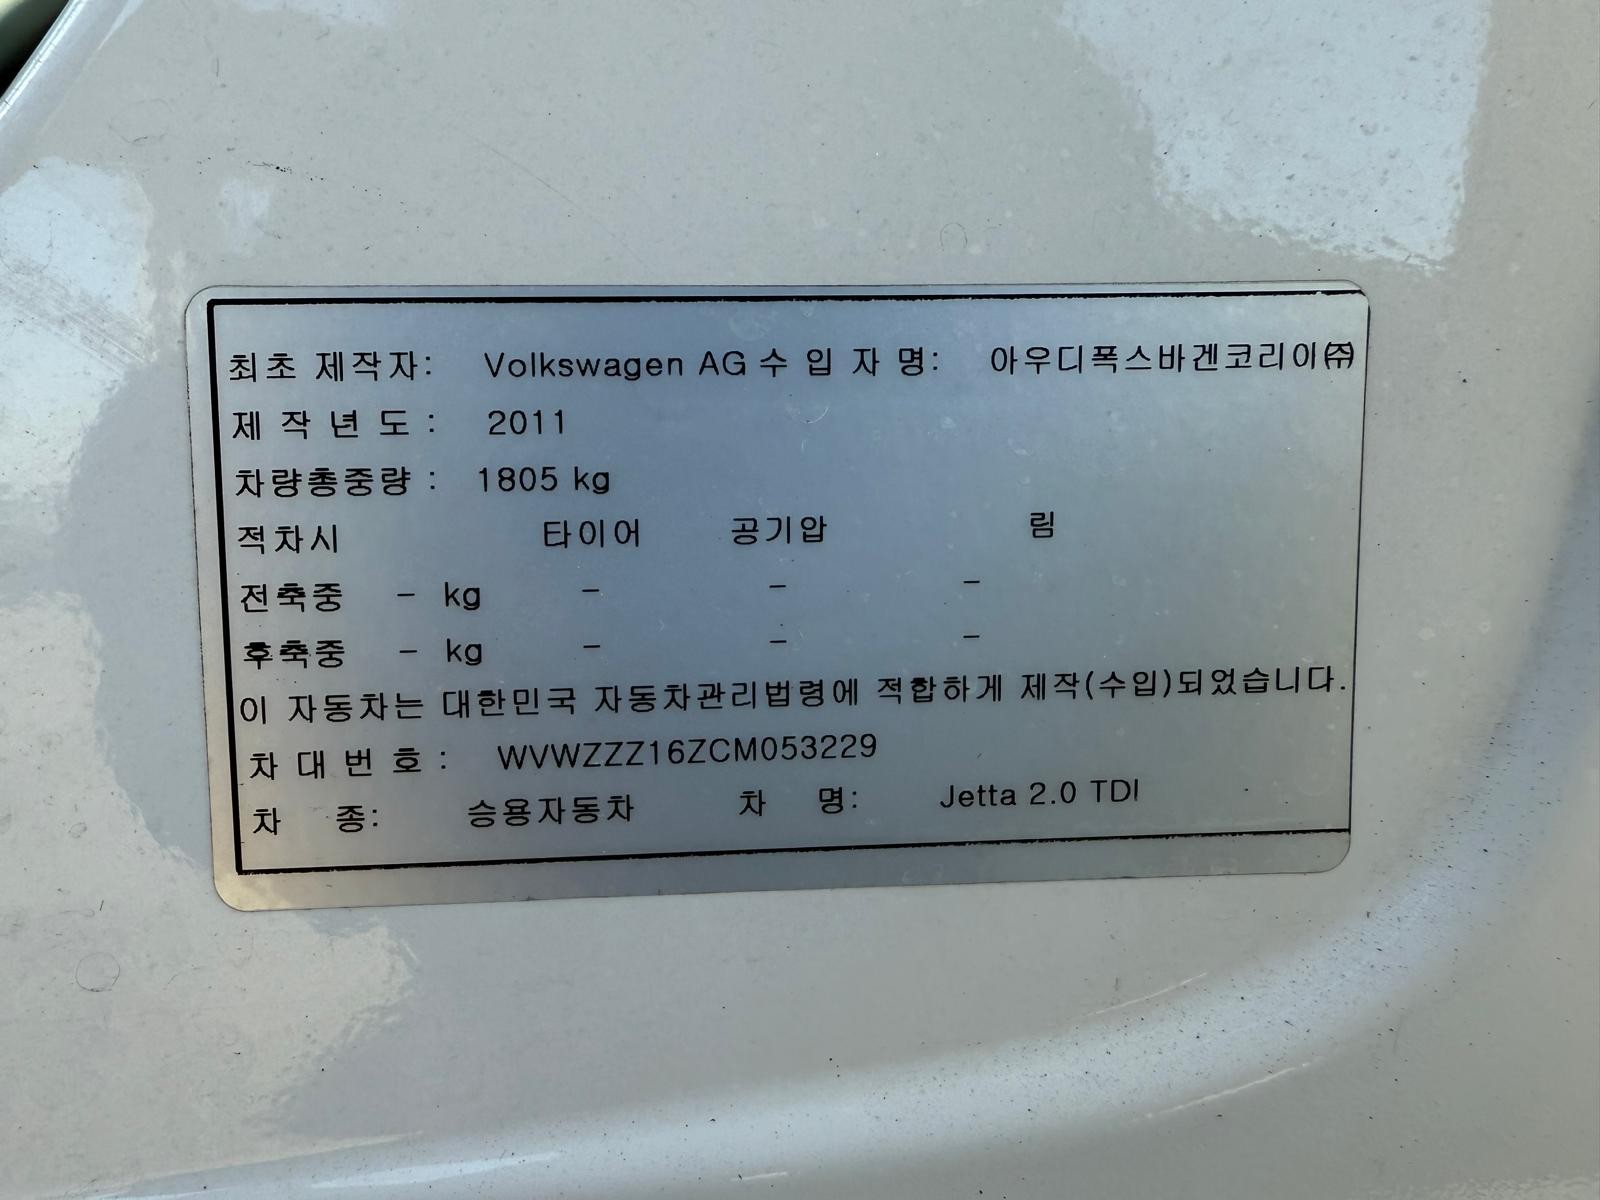 최초 제작자: Volkswagen AG 수 입 자 명: 아우디폭스바겐코리아㈜
제 작 년 도 : 2011
차량총중량 : 1805 kg
적차시 타이어 공기압 림
전축중 - kg - - -
후축중 - kg - - -
이 자동차는 대한민국 자동차관리법령에 적합하게 제작(수입)되었습니다.
차 대 번 호 : WVWZZZ16ZCM053229
차 종: 승용자동차 차 명: Jetta 2.0 TDI